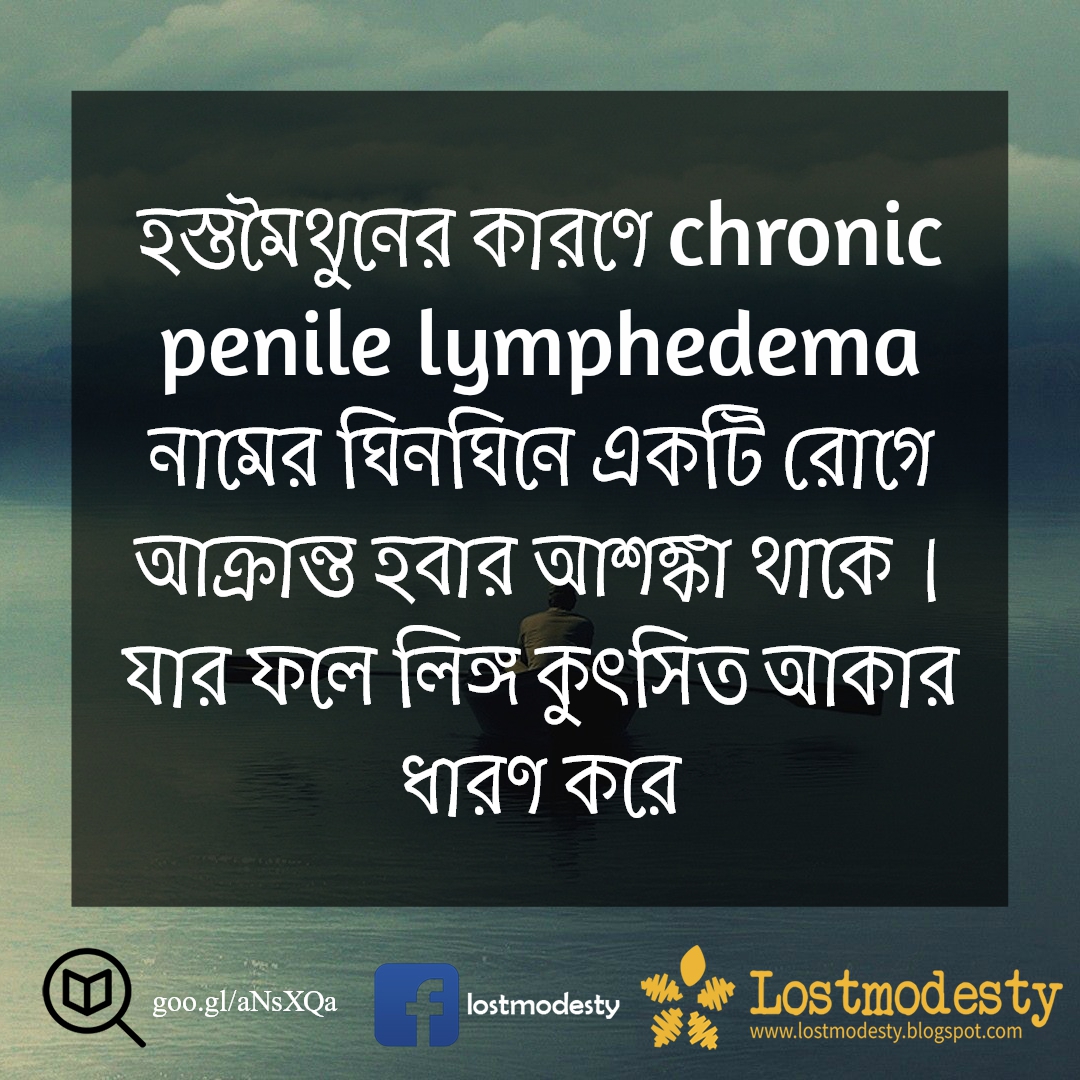 হস্তমৈথুনের কারণে chronic
penile lymphedema
নামের ঘিনঘিনে একটি রোগে
আক্রান্ত হবার আশঙ্কা থাকে ।
যার ফলে লিঙ্গ কুৎসিত আকার
ধারণ করে
goo.gl/aNsXQa
lostmodesty
Lostmodesty
www.lostmodesty.blogspot.com